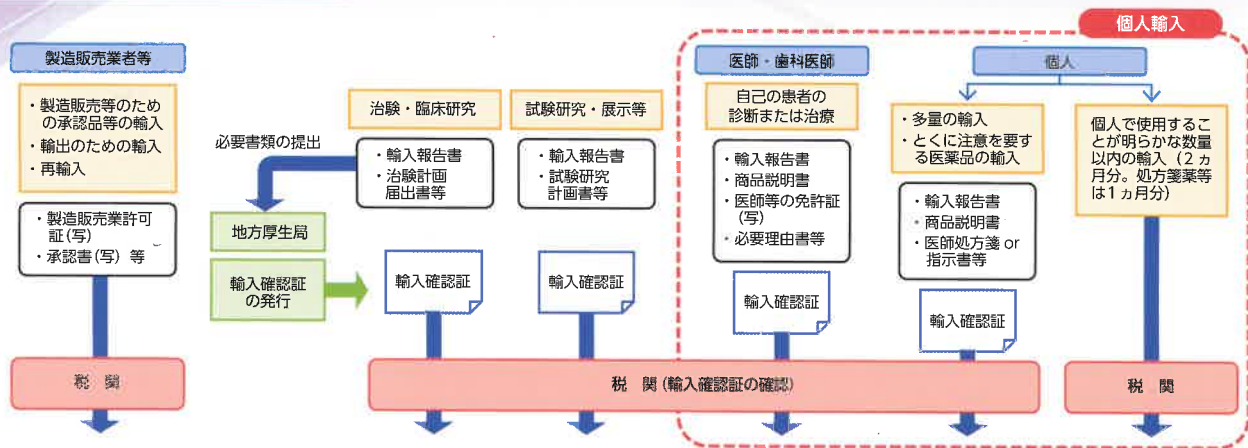 個人輸入
製造販売業者等
・製造販売等のため
の承認品等の輸入
・輸出のための輸入
・再輸入
・製造販売業許可
証(写)
・承認書(写) 等
税 関
必要書類の提出
地方厚生局
輸入確認証
の発行
治験・臨床研究
・輸入報告書
・治験計画
届出書等
輸入確認証
試験研究・展示等
・輸入報告書
・試験研究
計画書等
輸入確認証
医師・歯科医師
自己の患者の
診断または治療
・輸入報告書
・商品説明書
・医師等の免許証
(写)
・必要理由書等
輸入確認証
個人
・多量の輸入
・とくに注意を要す
る医薬品の輸入
・輸入報告書
・商品説明書
・医師処方箋 or
指示書等
輸入確認証
税 関 (輸入確認証の確認)
個人で使用するこ
とが明らかな数量
以内の輸入(2ヵ
月分。処方箋薬等
は1ヵ月分)
税 関